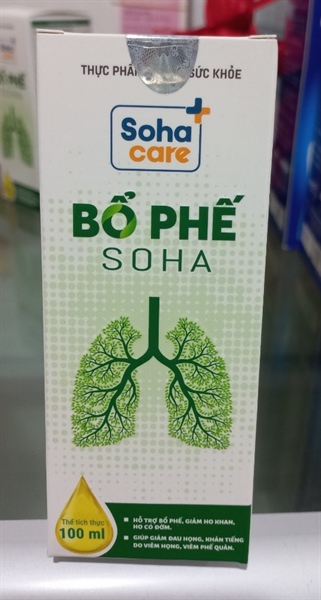 THỰC PHẨM SỨC KHỎE
Soha
care
BỔ PHẾ
SOHA
Thể tích thực
100 ml
HỖ TRỢ BỔ PHẾ, GIẢM HO KHAN,
HO CÓ ĐỜM.
GIÚP GIẢM ĐAU HỌNG, KHẢN TIẾNG
DO VIÊM HỌNG, VIÊM PHẾ QUẢN.